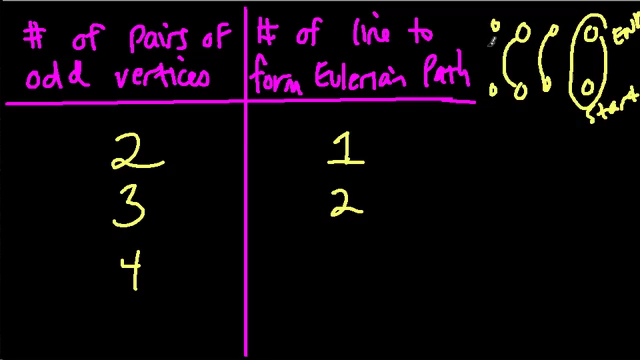 # of pairs of
odd vertices
# of line to
form Eulerian Path
END
Start
2
1
3
2
4